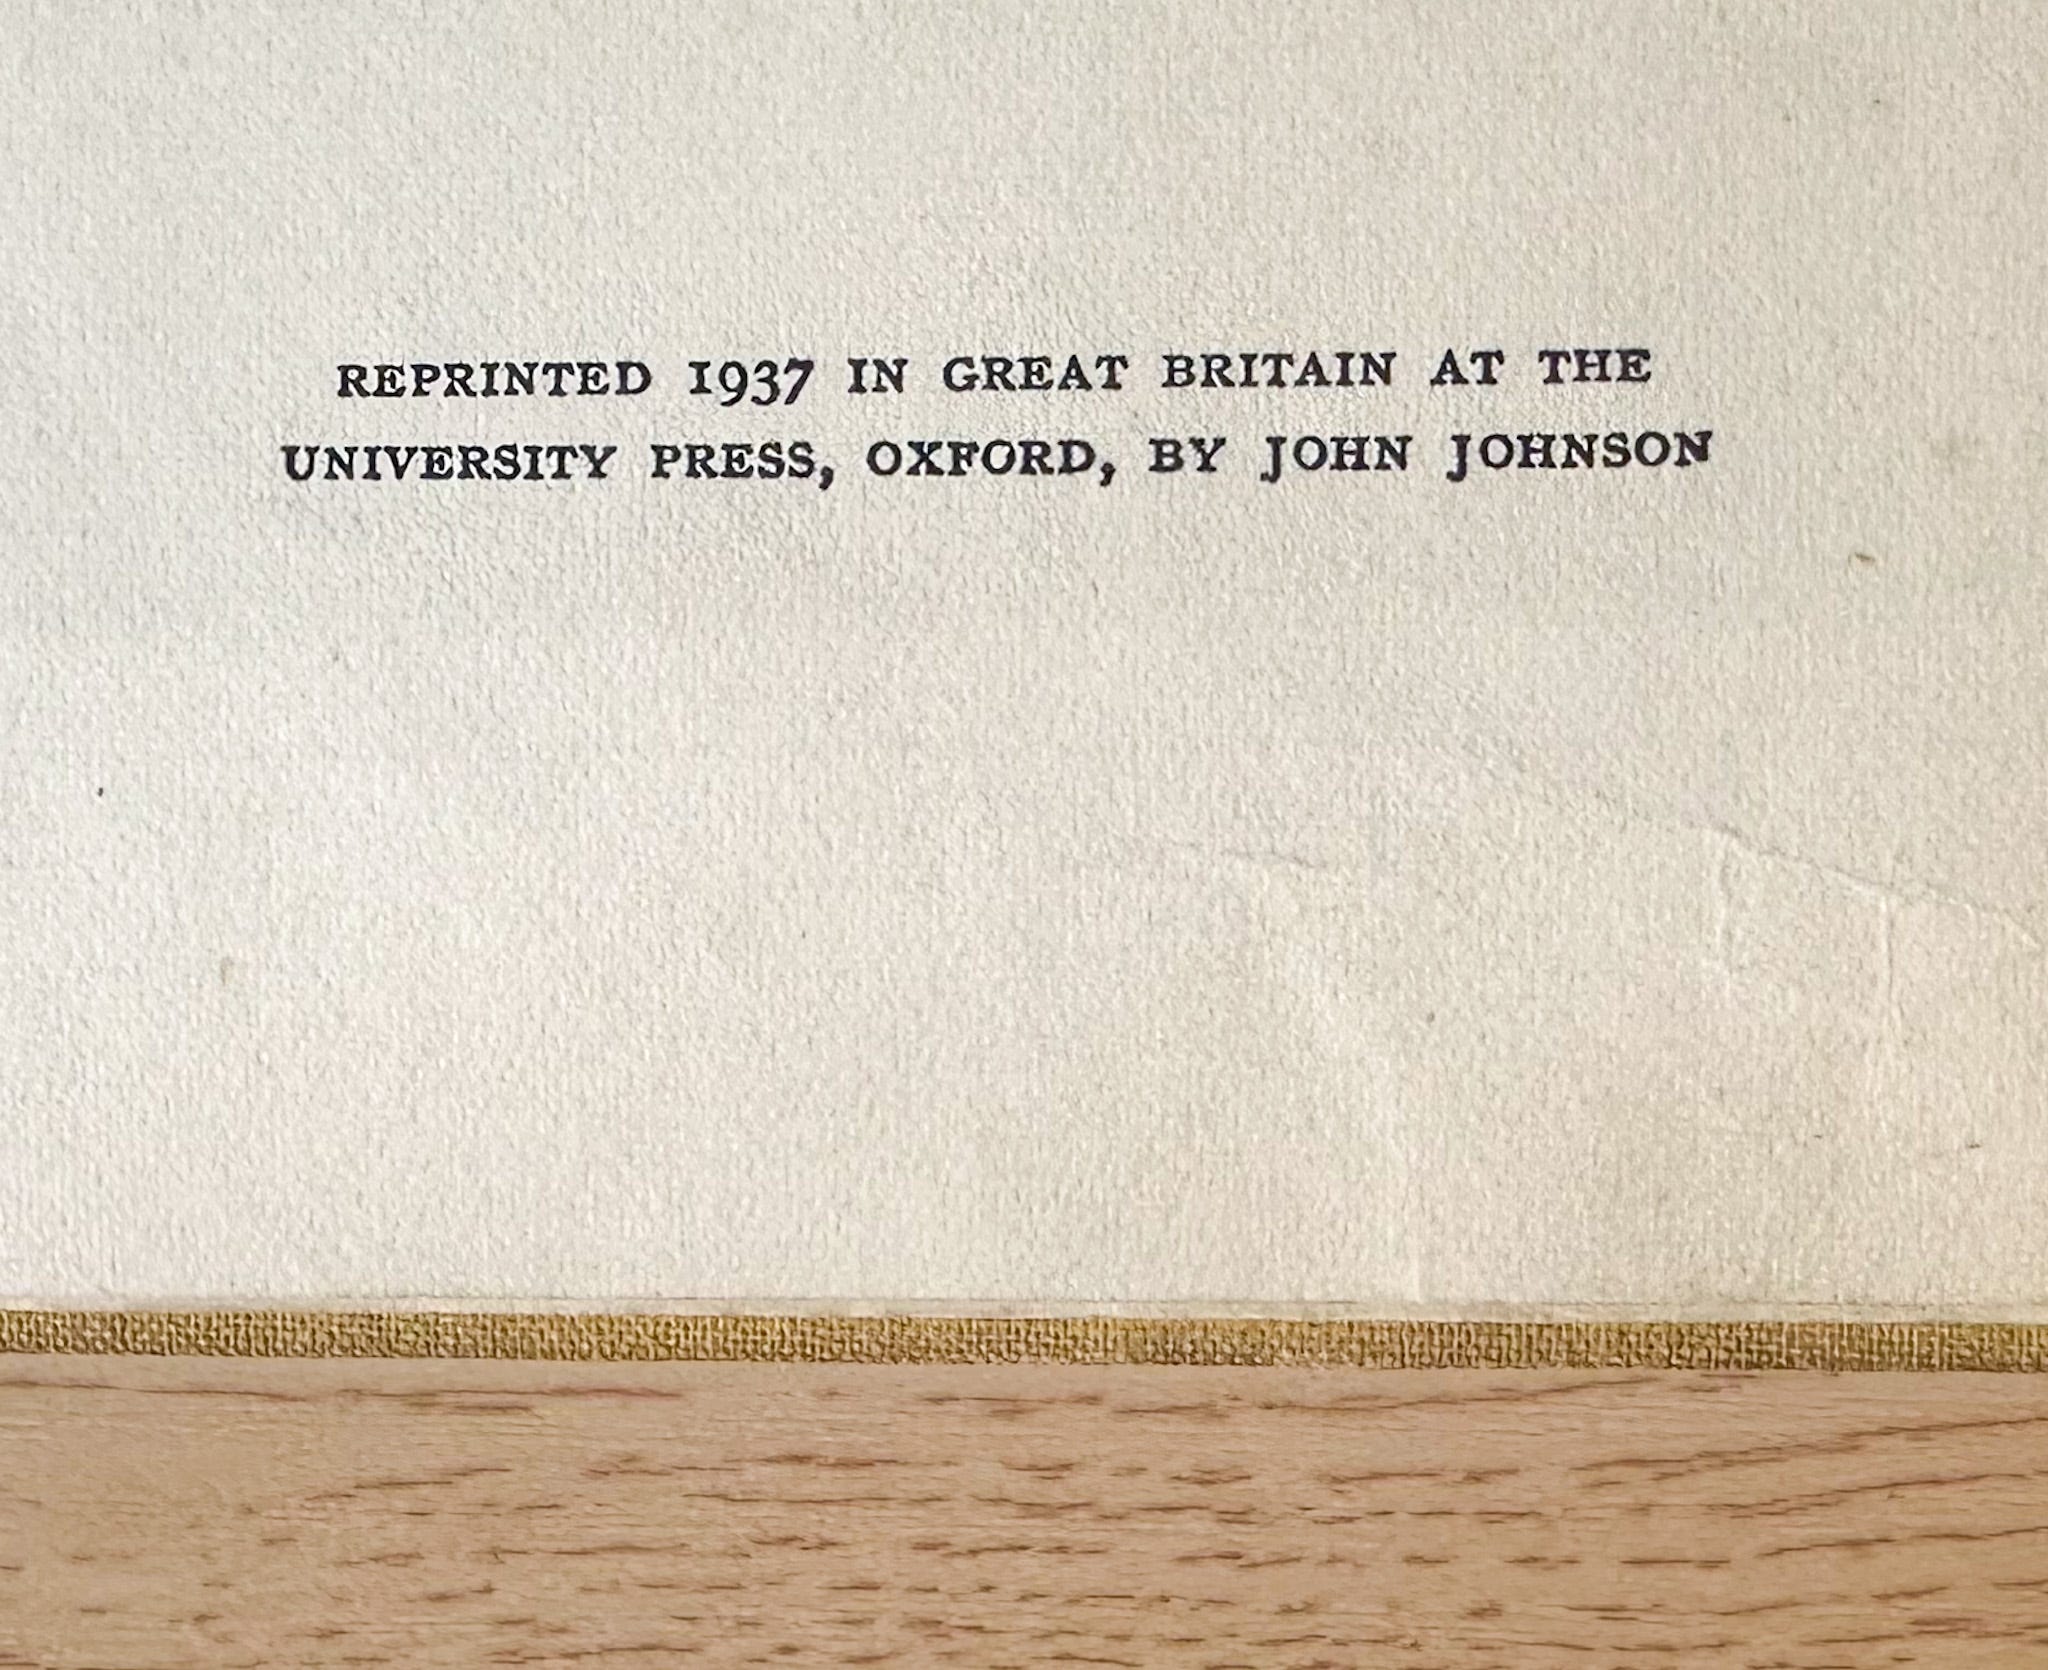 REPRINTED 1937 IN GREAT BRITAIN AT THE
UNIVERSITY PRESS, OXFORD, BY JOHN JOHNSON